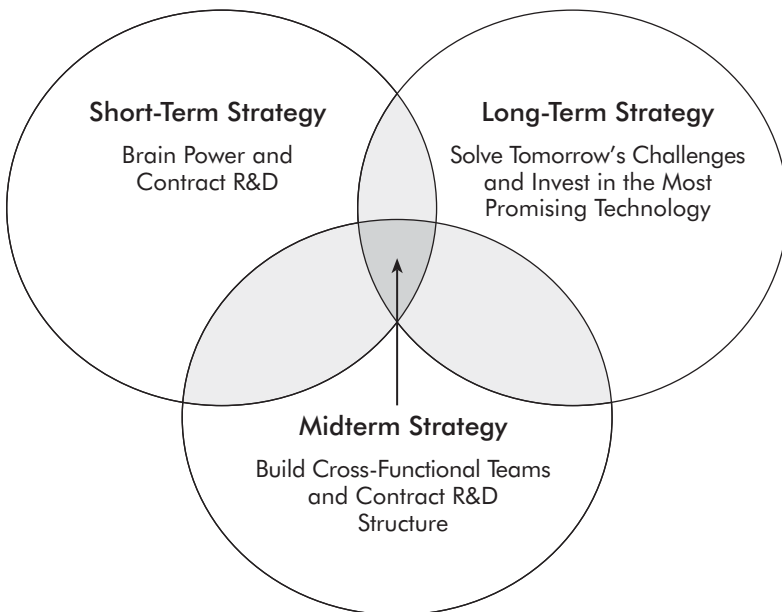 Short-Term Strategy
Brain Power and
Contract R&D
Long-Term Strategy
Solve Tomorrow’s Challenges
and Invest in the Most
Promising Technology
Midterm Strategy
Build Cross-Functional Teams
and Contract R&D
Structure